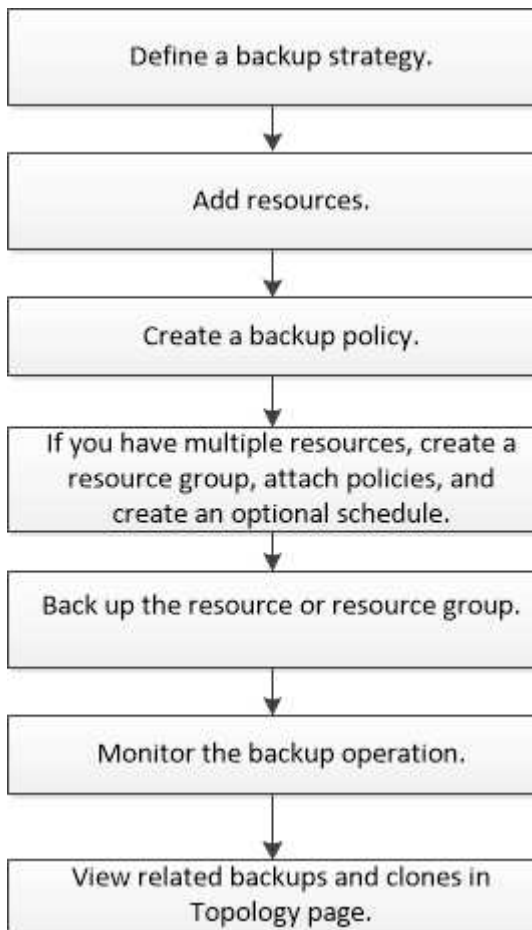 Define a backup strategy.
Add resources.
Create a backup policy.
If you have multiple resources, create a
resource group, attach policies, and
create an optional schedule.
Back up the resource or resource group.
Monitor the backup operation.
View related backups and clones in
Topology page.